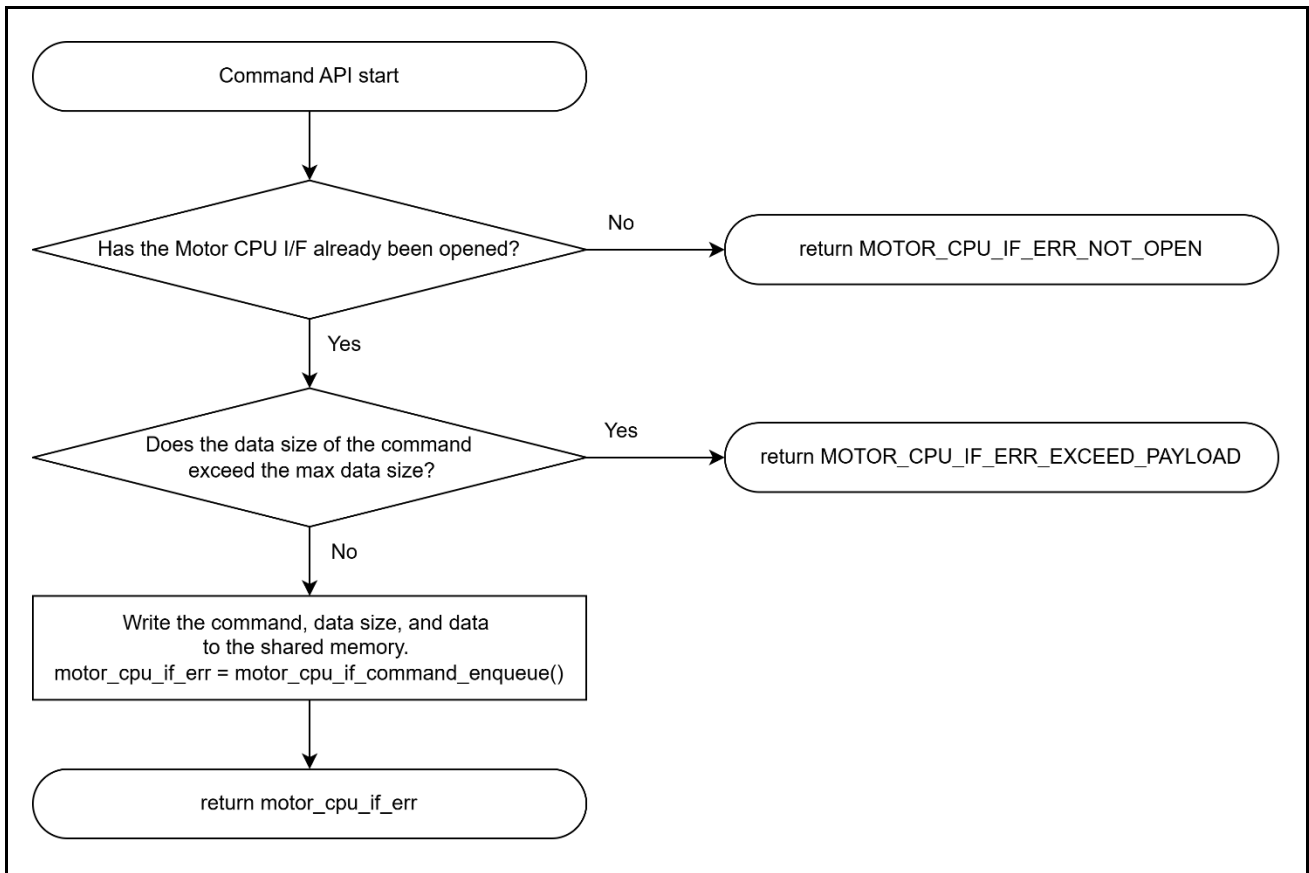 Command API start
Has the Motor CPU I/F already been opened?
No
return MOTOR_CPU_IF_ERR_NOT_OPEN
Yes
Does the data size of the command
exceed the max data size?
Yes
return MOTOR_CPU_IF_ERR_EXCEED_PAYLOAD
No
Write the command, data size, and data
to the shared memory.
motor_cpu_if_err = motor_cpu_if_command_enqueue()
return motor_cpu_if_err